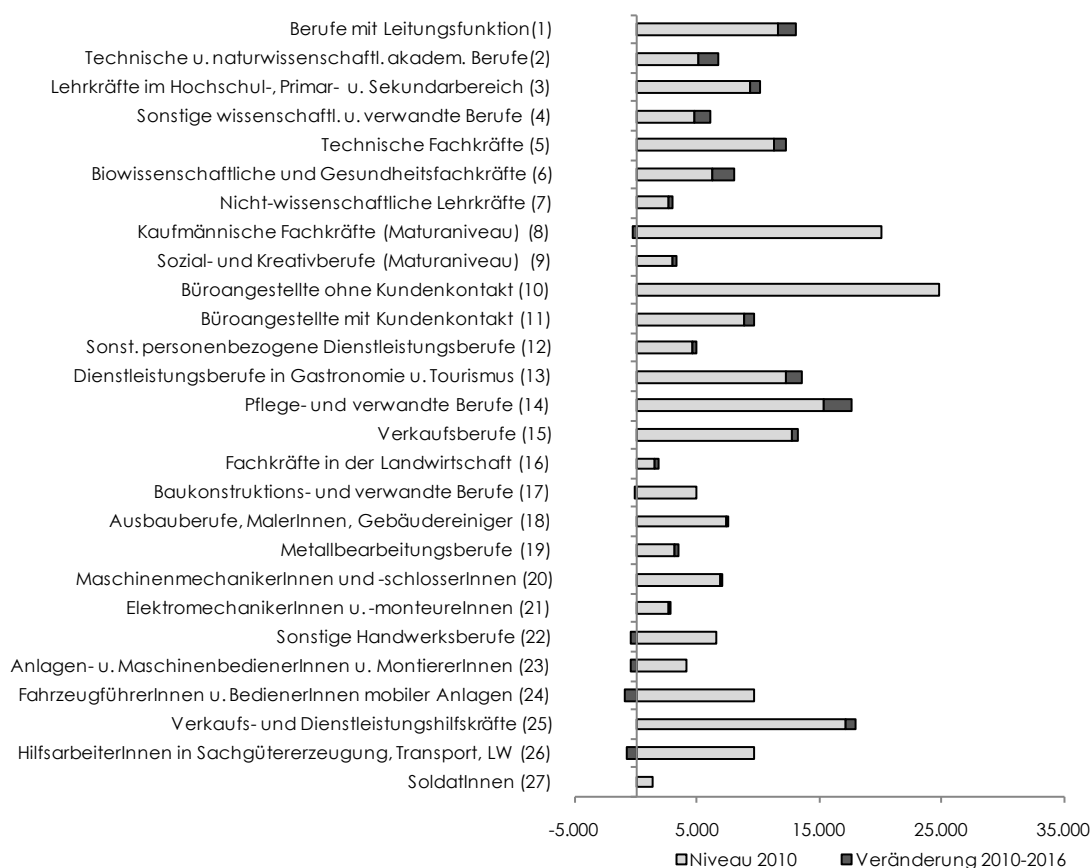 Berufe mit Leitungsfunktion(1)
Technische u. naturwissenschaftl. akadem. Berufe(2)
Lehrkräfte im Hochschul-, Primar- u. Sekundarbereich (3)
Sonstige wissenschaftl. u. verwandte Berufe (4)
Technische Fachkräfte (5)
Biowissenschaftliche und Gesundheitsfachkräfte (6)
Nicht-wissenschaftliche Lehrkräfte (7)
Kaufmännische Fachkräfte (Maturaniveau) (8)
Sozial- und Kreativberufe (Maturaniveau) (9)
Büroangestellte ohne Kundenkontakt (10)
Büroangestellte mit Kundenkontakt (11)
Sonst. personenbezogene Dienstleistungsberufe (12)
Dienstleistungsberufe in Gastronomie u. Tourismus (13)
Pflege- und verwandte Berufe (14)
Verkaufsberufe (15)
Fachkräfte in der Landwirtschaft (16)
Baukonstruktions- und verwandte Berufe (17)
Ausbauberufe, MalerInnen, Gebäudereiniger (18)
Metallbearbeitungsberufe (19)
MaschinenmechanikerInnen und -schlosserInnen (20)
ElektromechanikerInnen u. -monteureInnen (21)
Sonstige Handwerksberufe (22)
Anlagen- u. MaschinenbedienerInnen u. MontiererInnen (23)
FahrzeugführerInnen u. BedienerInnen mobiler Anlagen (24)
Verkaufs- und Dienstleistungshilfskräfte (25)
HilfsarbeiterInnen in Sachgütererzeugung, Transport, LW (26)
SoldatInnen (27)
-5.000 5.000 15.000 25.000 35.000
Niveau 2010 Veränderung 2010-2016